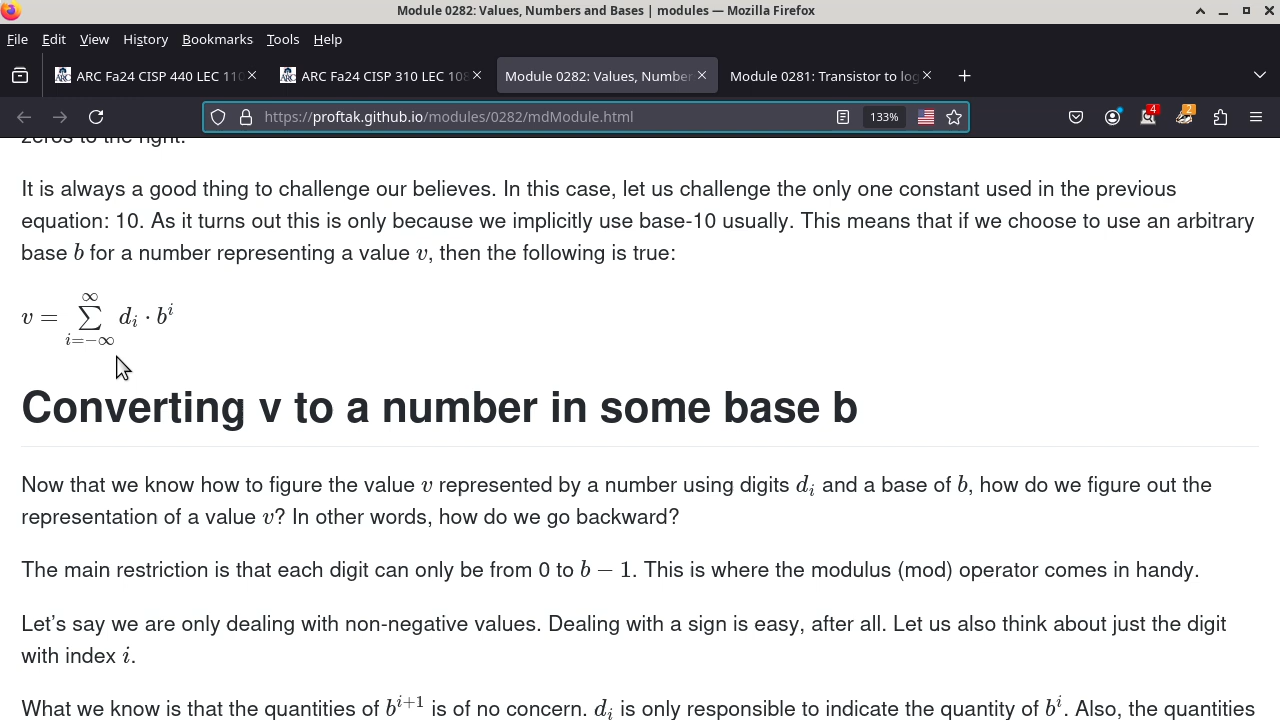 Module 0282: Values, Numbers and Bases | modules — Mozilla Firefox
File Edit View History Bookmarks Tools Help
ARC Fa24 CISP 440 LEC 110 ARC Fa24 CISP 310 LEC 108 Module 0282: Values, Number Module 0281: Transistor to log
https://proftak.github.io/modules/0282/mdModule.html 133% 4 2
zeros to the right.
It is always a good thing to challenge our believes. In this case, let us challenge the only one constant used in the previous
equation: 10. As it turns out this is only because we implicitly use base-10 usually. This means that if we choose to use an arbitrary
base b for a number representing a value v, then the following is true:
v = ∑_{i=−∞}^{∞} d_i · b^i
Converting v to a number in some base b
Now that we know how to figure the value v represented by a number using digits d_i and a base of b, how do we figure out the
representation of a value v? In other words, how do we go backward?
The main restriction is that each digit can only be from 0 to b − 1. This is where the modulus (mod) operator comes in handy.
Let's say we are only dealing with non-negative values. Dealing with a sign is easy, after all. Let us also think about just the digit
with index i.
What we know is that the quantities of b^{i+1} is of no concern. d_i is only responsible to indicate the quantity of b^i. Also, the quantities